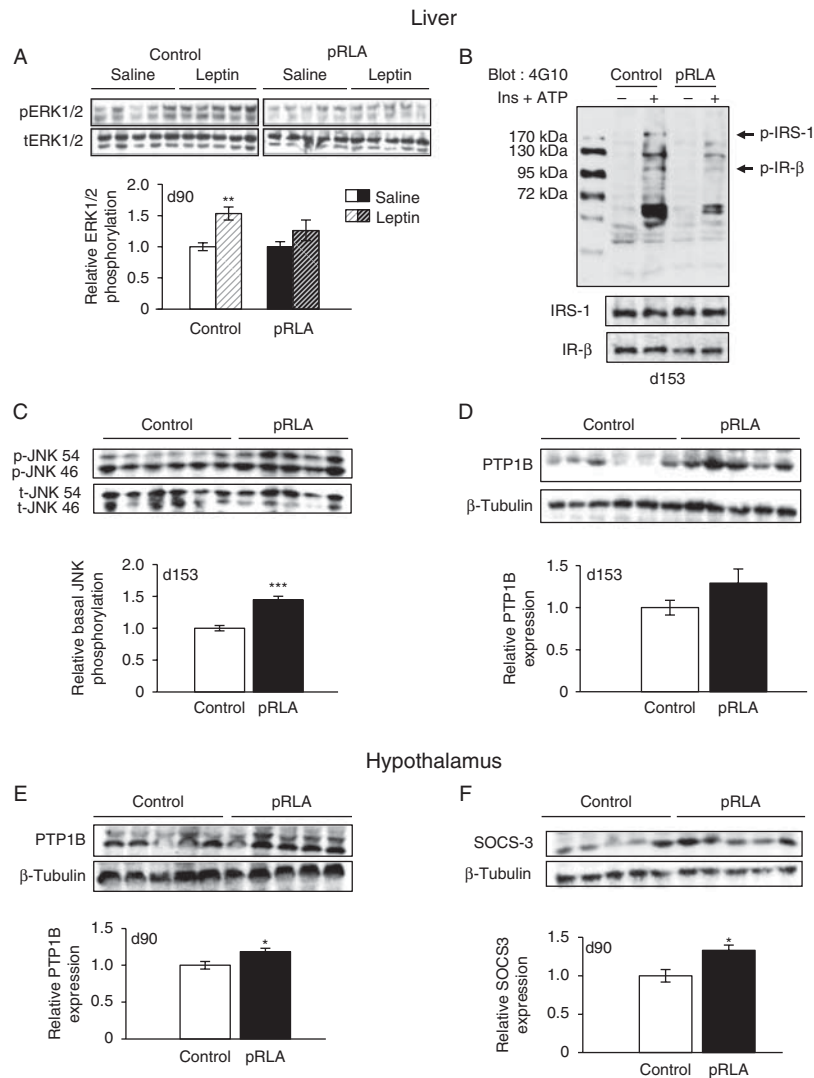 Liver
A
Control
pRLA
Saline
Leptin
Saline
Leptin
pERK1/2
tERK1/2
Relative ERK1/2
phosphorylation
2.0
1.5
1.0
0.5
0
d90
**
Saline
Leptin
Control
pRLA
B
Blot : 4G10
Control
pRLA
Ins + ATP
– + – +
170 kDa
130 kDa
95 kDa
72 kDa
p-IRS-1
p-IR-β
IRS-1
IR-β
d153
C
Control
pRLA
p-JNK 54
p-JNK 46
t-JNK 54
t-JNK 46
Relative basal JNK
phosphorylation
2.0
1.5
1.0
0.5
0
d153
***
Control
pRLA
D
Control
pRLA
PTP1B
β-Tubulin
Relative PTP1B
expression
1.5
1.0
0.5
0
d153
Control
pRLA
Hypothalamus
E
Control
pRLA
PTP1B
β-Tubulin
Relative PTP1B
expression
1.5
1.0
0.5
0
d90
*
Control
pRLA
F
Control
pRLA
SOCS-3
β-Tubulin
Relative SOCS3
expression
1.5
1.0
0.5
0
d90
*
Control
pRLA